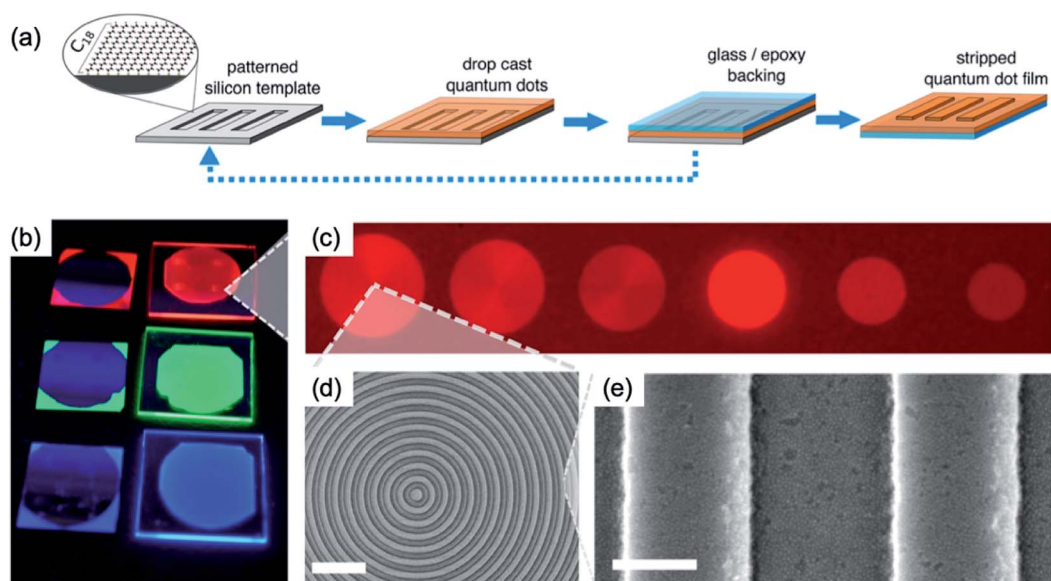 (a)
C18
patterned
silicon template
drop cast
quantum dots
glass / epoxy
backing
stripped
quantum dot film
(b)
(c)
(d)
(e)